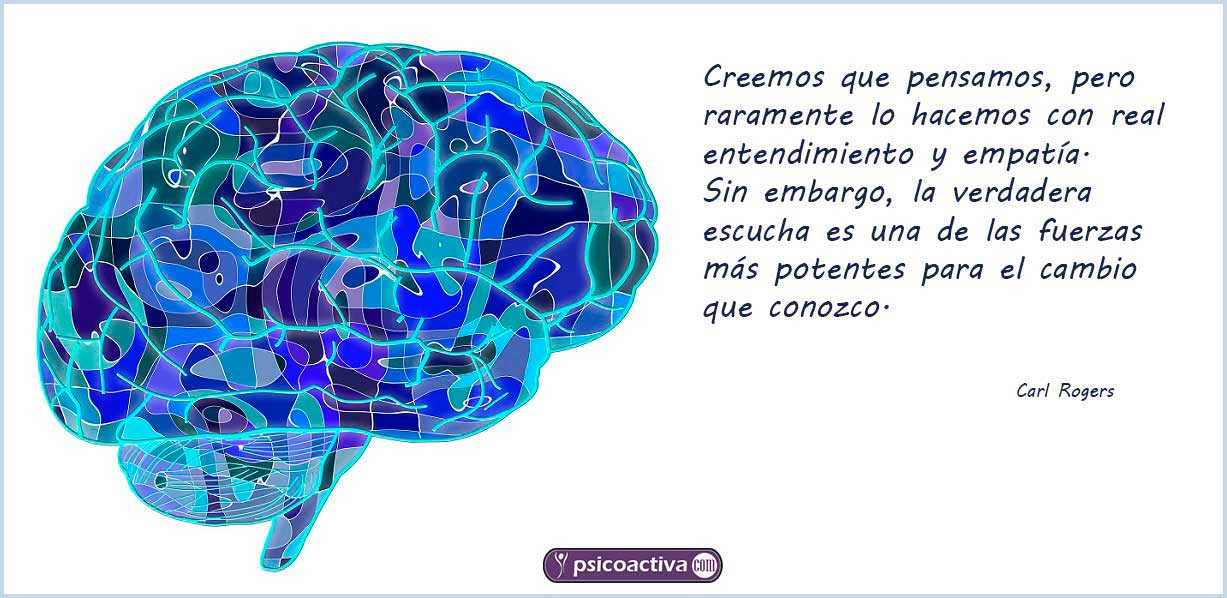 Creemos que pensamos, pero
raramente lo hacemos con real
entendimiento y empatía.
Sin embargo, la verdadera
escucha es una de las fuerzas
más potentes para el cambio
que conozco.
Carl Rogers
psicoactiva com